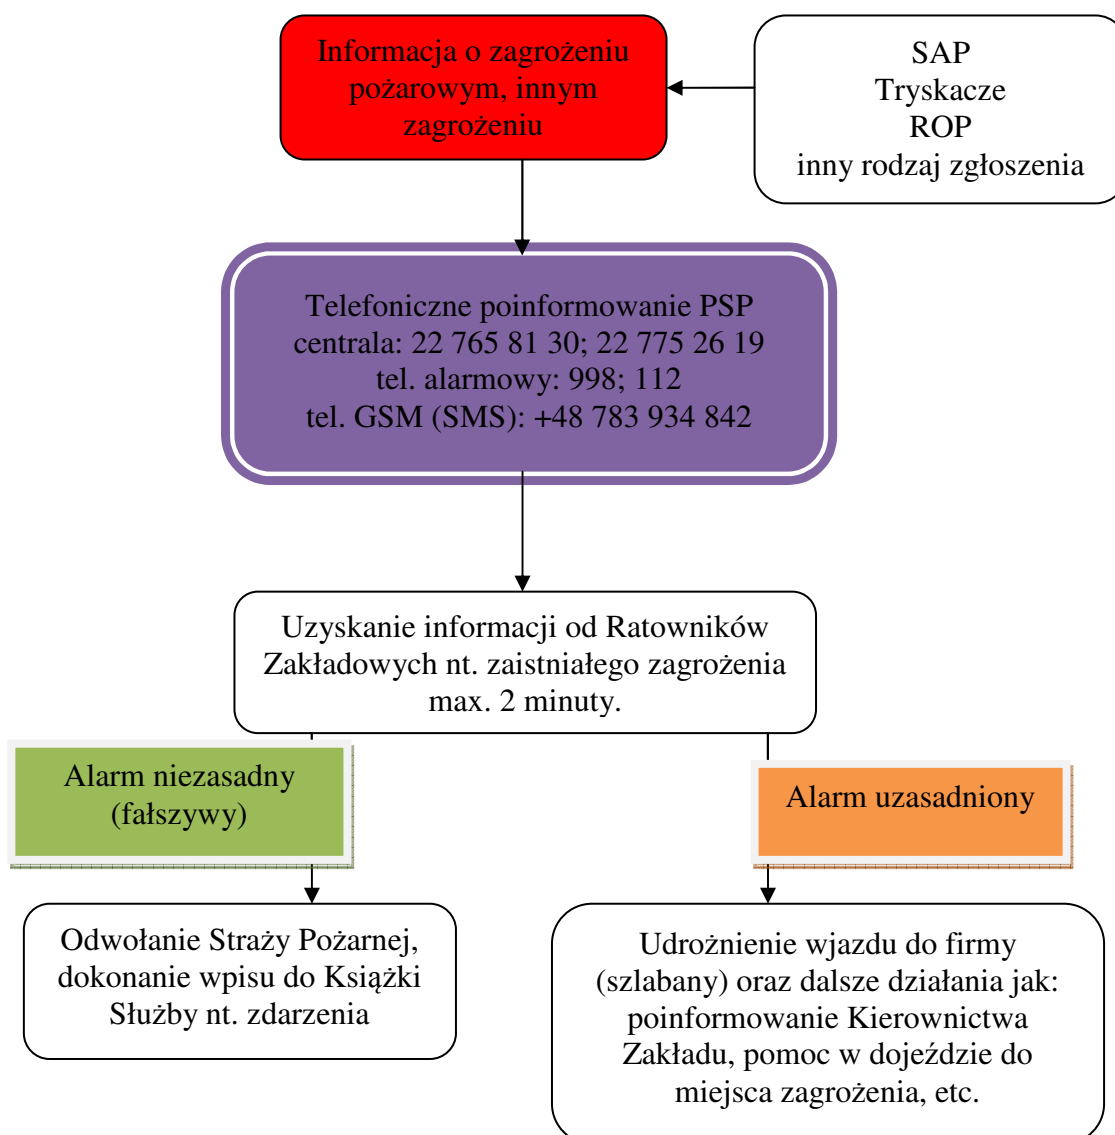 Informacja o zagrożeniu
pożarowym, innym
zagrożeniu
SAP
Tryskacze
ROP
inny rodzaj zgłoszenia
Telefoniczne poinformowanie PSP
centrala: 22 765 81 30; 22 775 26 19
tel. alarmowy: 998; 112
tel. GSM (SMS): +48 783 934 842
Uzyskanie informacji od Ratowników
Zakładowych nt. zaistniałego zagrożenia
max. 2 minuty.
Alarm niezasadny
(fałszywy)
Alarm uzasadniony
Odwołanie Straży Pożarnej,
dokonanie wpisu do Książki
Służby nt. zdarzenia
Udrożnienie wjazdu do firmy
(szlabany) oraz dalsze działania jak:
poinformowanie Kierownictwa
Zakładu, pomoc w dojeździe do
miejsca zagrożenia, etc.